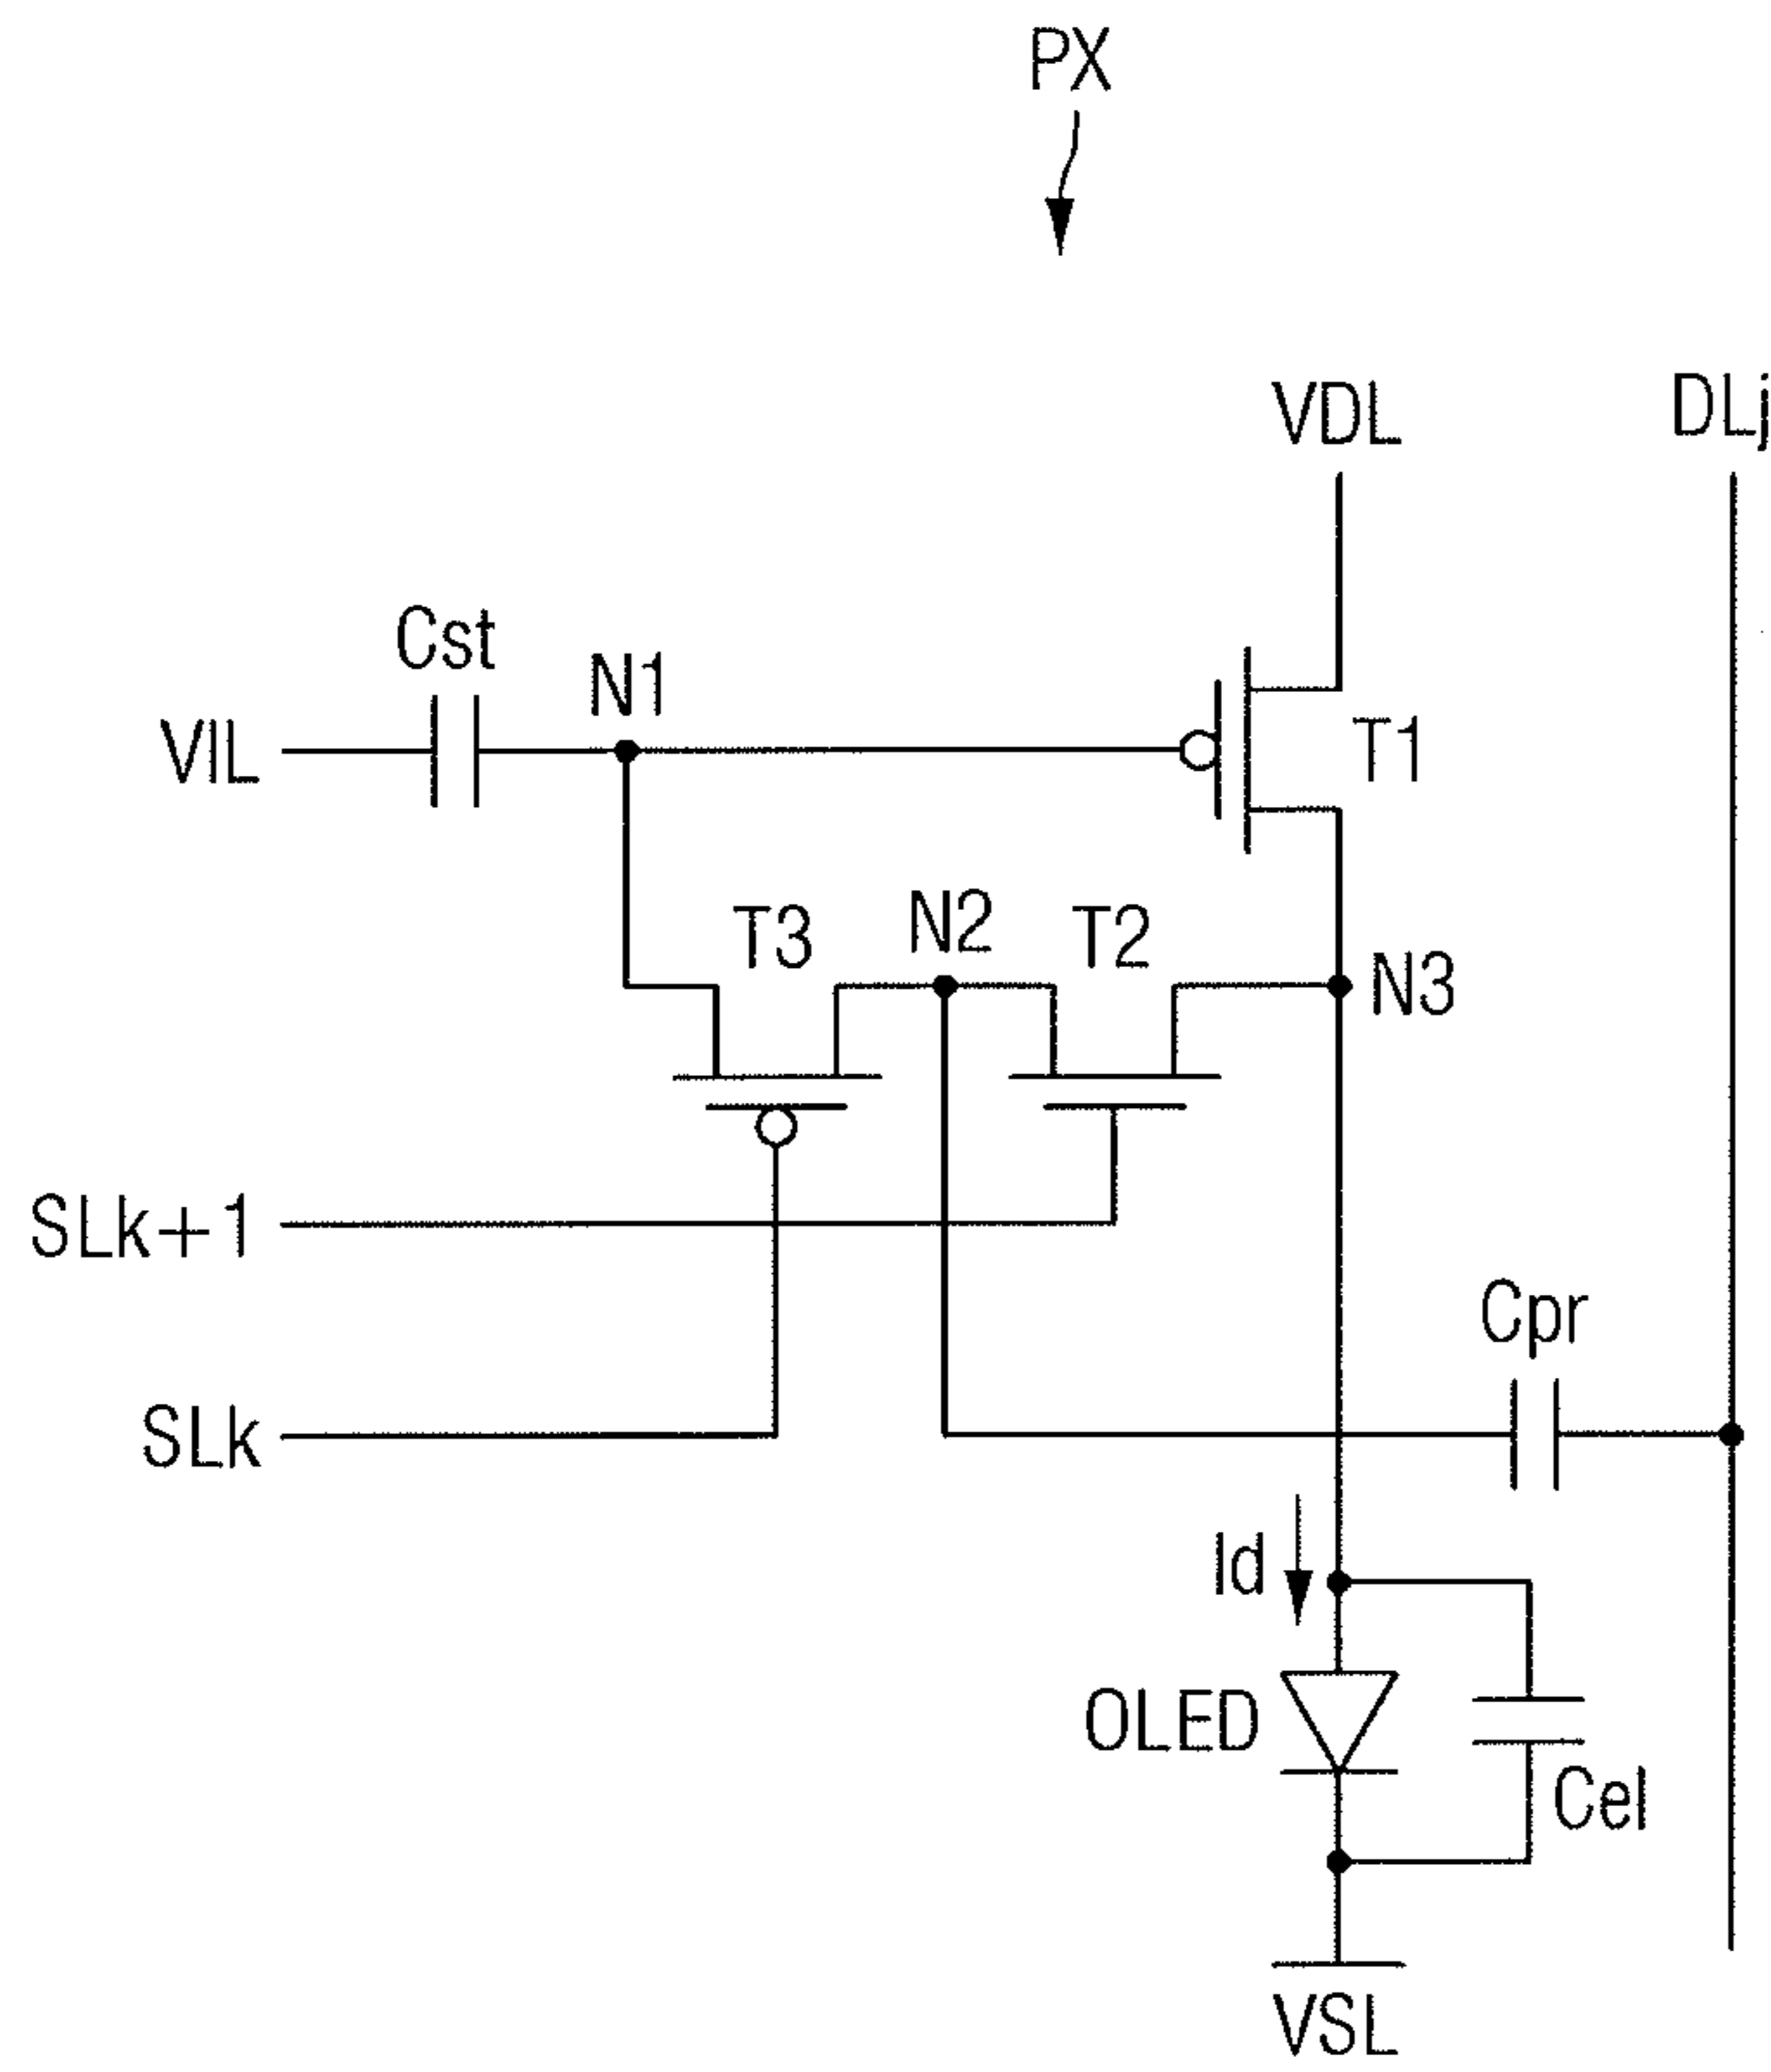 PX
VDL
DLj
Cst
N1
VIL
T1
T3
N2
T2
N3
SLk+1
Cpr
SLk
Id
OLED
Cel
VSL